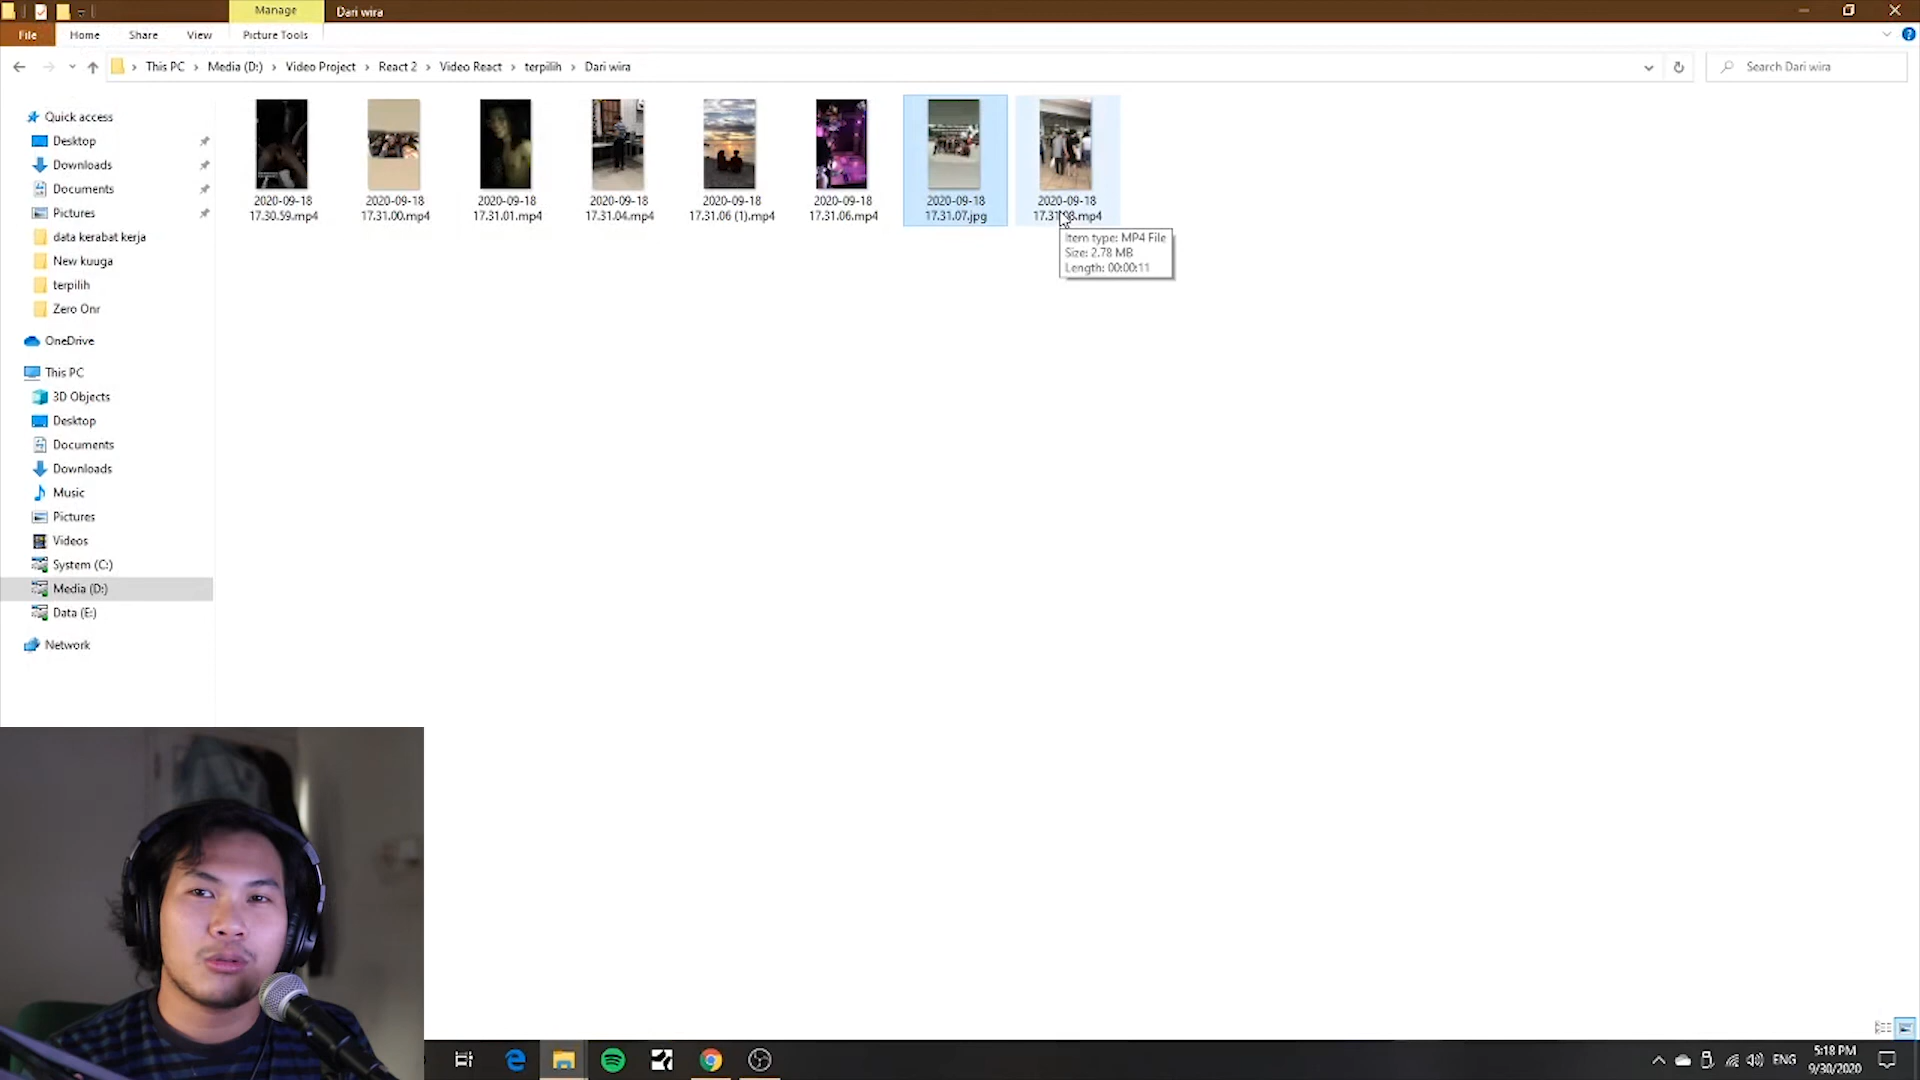 Manage
Dari wira
File
Home
Share
View
Picture Tools
This PC
Media (D:)
Video Project
React 2
Video React
terpilih
Dari wira
Search Dari wira
Quick access
Desktop
Downloads
Documents
Pictures
data kerabat kerja
New kuuga
terpilih
Zero Onr
OneDrive
This PC
3D Objects
Desktop
Documents
Downloads
Music
Pictures
Videos
System (C:)
Media (D:)
Data (E:)
Network
2020-09-18
17.30.59.mp4
2020-09-18
17.31.00.mp4
2020-09-18
17.31.01.mp4
2020-09-18
17.31.04.mp4
2020-09-18
17.31.06 (1).mp4
2020-09-18
17.31.06.mp4
2020-09-18
17.31.07.jpg
2020-09-18
17.31.08.mp4
Item type: MP4 File
Size: 2.78 MB
Length: 00:00:11
ENG
5:18 PM
9/30/2020